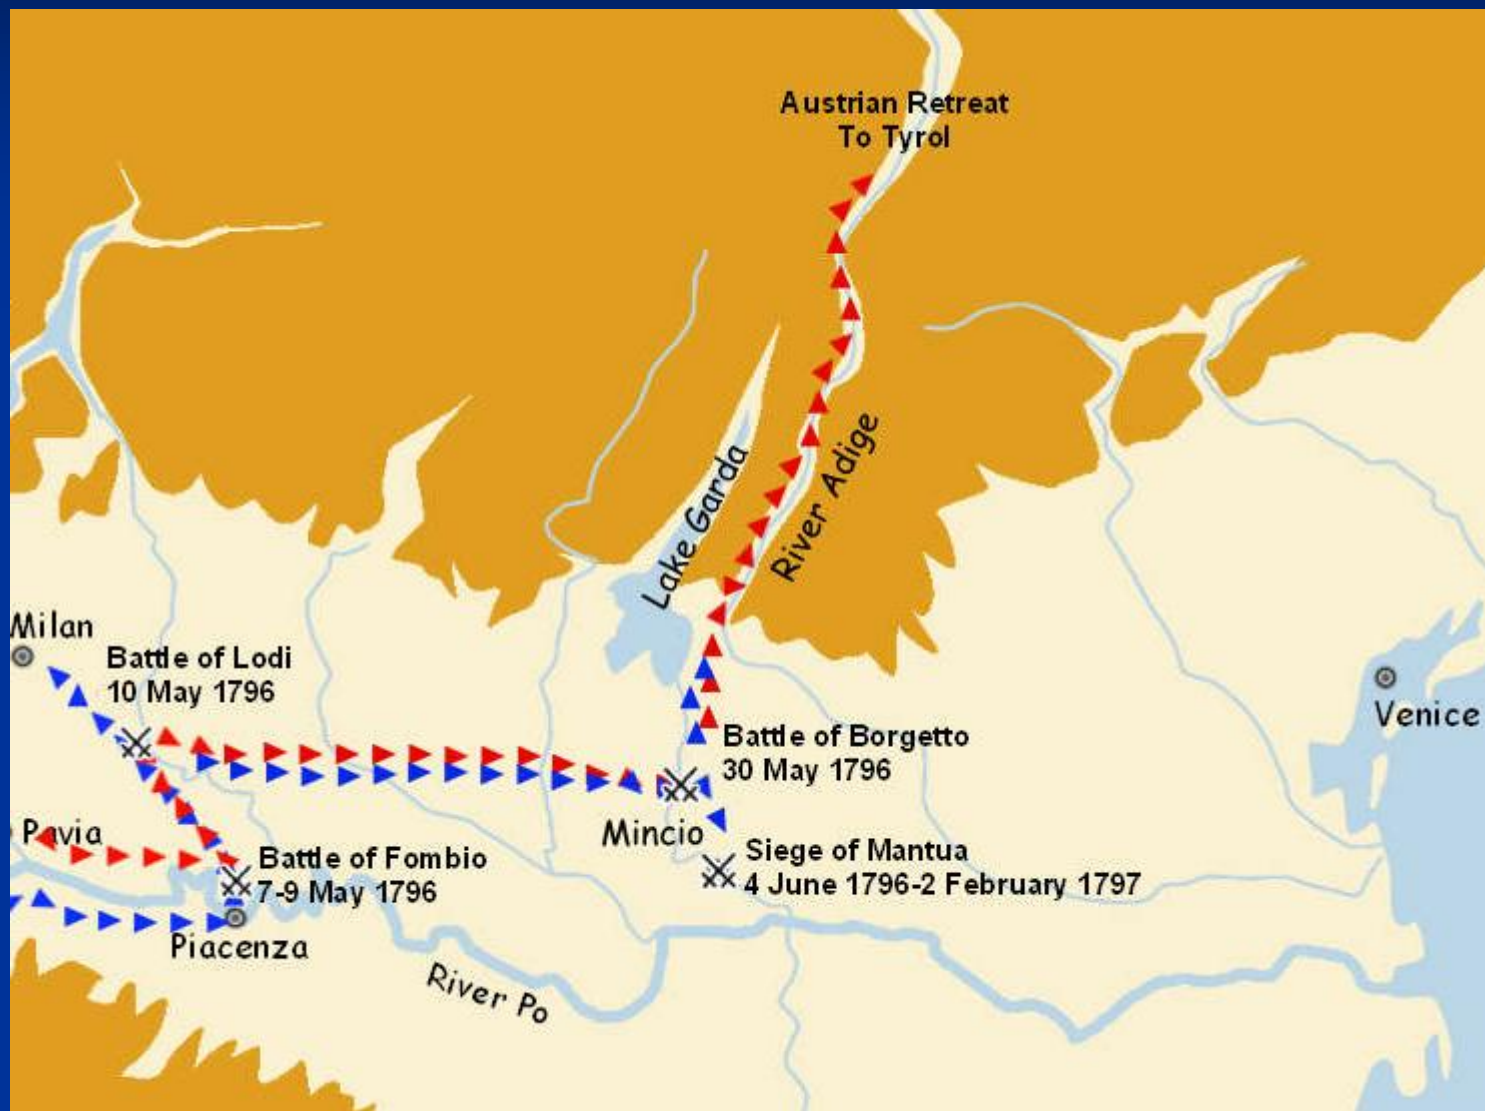 Austrian Retreat
To Tyrol
Lake Garda
River Adige
Milan
Battle of Lodi
10 May 1796
Venice
Battle of Borgetto
30 May 1796
Pavia
Mincio
Battle of Fombio
7-9 May 1796
Siege of Mantua
4 June 1796-2 February 1797
Piacenza
River Po